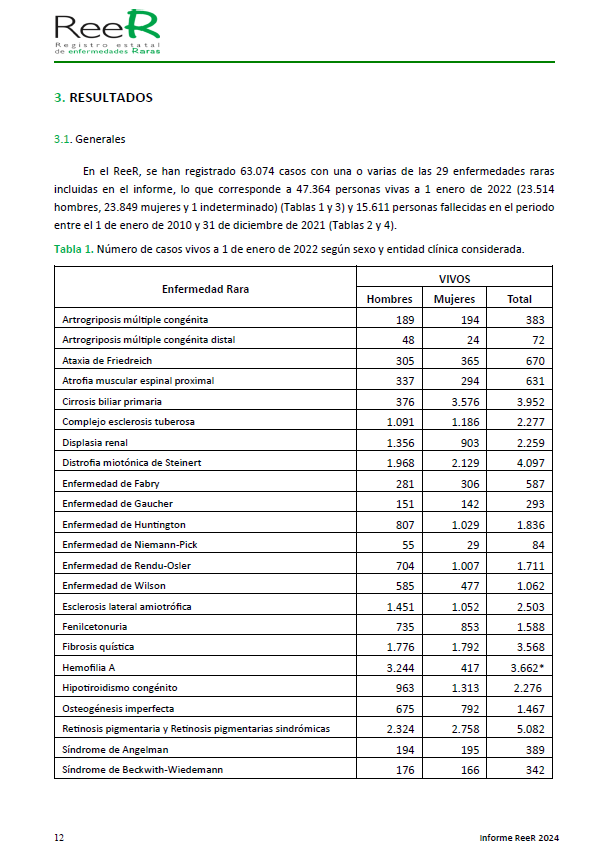 ReeR
Registro estatal
de enfermedades Raras
3. RESULTADOS
3.1. Generales
En el ReeR, se han registrado 63.074 casos con una o varias de las 29 enfermedades raras
incluidas en el informe, lo que corresponde a 47.364 personas vivas a 1 enero de 2022 (23.514
hombres, 23.849 mujeres y 1 indeterminado) (Tablas 1 y 3) y 15.611 personas fallecidas en el periodo
entre el 1 de enero de 2010 y 31 de diciembre de 2021 (Tablas 2 y 4).
Tabla 1. Número de casos vivos a 1 de enero de 2022 según sexo y entidad clínica considerada.
Enfermedad Rara VIVOS
Hombres Mujeres Total
Artrogriposis múltiple congénita 189 194 383
Artrogriposis múltiple congénita distal 48 24 72
Ataxia de Friedreich 305 365 670
Atrofia muscular espinal proximal 337 294 631
Cirrosis biliar primaria 376 3.576 3.952
Complejo esclerosis tuberosa 1.091 1.186 2.277
Displasia renal 1.356 903 2.259
Distrofia miotónica de Steinert 1.968 2.129 4.097
Enfermedad de Fabry 281 306 587
Enfermedad de Gaucher 151 142 293
Enfermedad de Huntington 807 1.029 1.836
Enfermedad de Niemann-Pick 55 29 84
Enfermedad de Rendu-Osler 704 1.007 1.711
Enfermedad de Wilson 585 477 1.062
Esclerosis lateral amiotrófica 1.451 1.052 2.503
Fenilcetonuria 735 853 1.588
Fibrosis quística 1.776 1.792 3.568
Hemofilia A 3.244 417 3.662*
Hipotiroidismo congénito 963 1.313 2.276
Osteogénesis imperfecta 675 792 1.467
Retinosis pigmentaria y Retinosis pigmentarias sindrómicas 2.324 2.758 5.082
Síndrome de Angelman 194 195 389
Síndrome de Beckwith-Wiedemann 176 166 342
12 Informe ReeR 2024